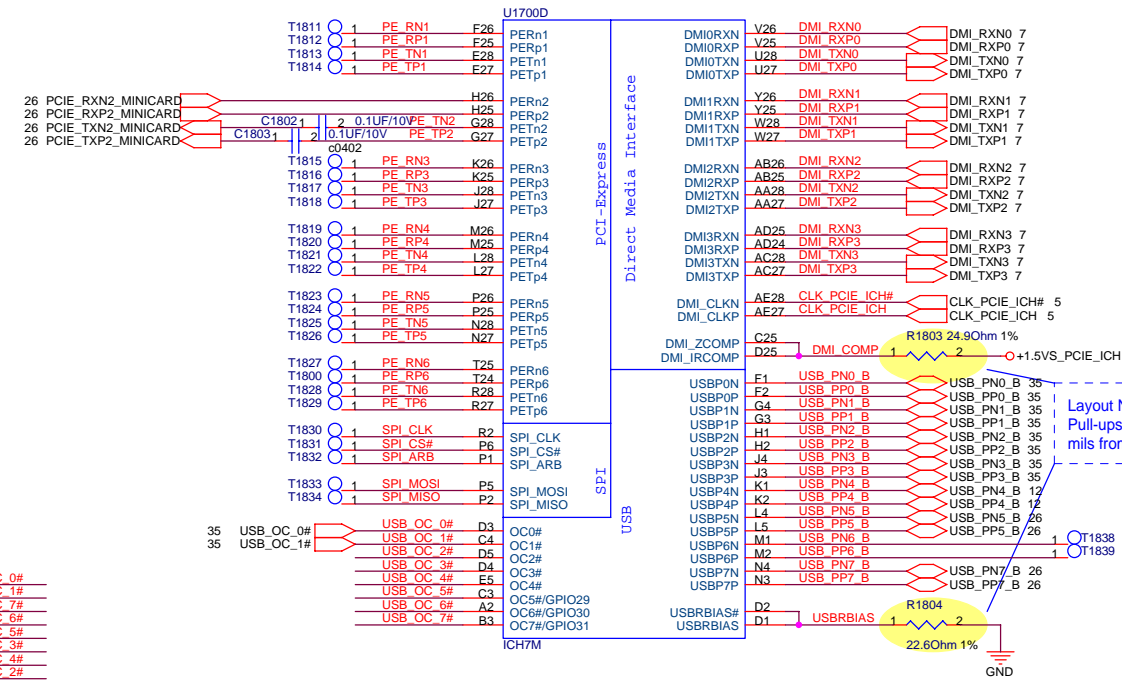 U1700D
T1811 1 PE_RN1 F26 PERn1 DMI0RXN V26 DMI_RXN0 DMI_RXN0 7
T1812 1 PE_RP1 F25 PERp1 DMI0RXP V25 DMI_RXP0 DMI_RXP0 7
T1813 1 PE_TN1 E28 PETn1 DMI0TXN U28 DMI_TXN0 DMI_TXN0 7
T1814 1 PE_TP1 E27 PETp1 DMI0TXP U27 DMI_TXP0 DMI_TXP0 7
26 PCIE_RXN2_MINICARD H26 PERn2 DMI1RXN Y26 DMI_RXN1 DMI_RXN1 7
26 PCIE_RXP2_MINICARD H25 PERp2 DMI1RXP Y25 DMI_RXP1 DMI_RXP1 7
26 PCIE_TXN2_MINICARD C1802 1 2 0.1UF/10V PE_TN2 G28 PETn2 DMI1TXN W28 DMI_TXN1 DMI_TXN1 7
26 PCIE_TXP2_MINICARD C1803 1 2 0.1UF/10V PE_TP2 G27 PETp2 DMI1TXP W27 DMI_TXP1 DMI_TXP1 7
c0402
T1815 1 PE_RN3 K26 PERn3 DMI2RXN AB26 DMI_RXN2 DMI_RXN2 7
T1816 1 PE_RP3 K25 PERp3 DMI2RXP AB25 DMI_RXP2 DMI_RXP2 7
T1817 1 PE_TN3 J28 PETn3 DMI2TXN AA28 DMI_TXN2 DMI_TXN2 7
T1818 1 PE_TP3 J27 PETp3 DMI2TXP AA27 DMI_TXP2 DMI_TXP2 7
PCI-Express
Direct Media Interface
T1819 1 PE_RN4 M26 PERn4 DMI3RXN AD25 DMI_RXN3 DMI_RXN3 7
T1820 1 PE_RP4 M25 PERp4 DMI3RXP AD24 DMI_RXP3 DMI_RXP3 7
T1821 1 PE_TN4 L28 PETn4 DMI3TXN AC28 DMI_TXN3 DMI_TXN3 7
T1822 1 PE_TP4 L27 PETp4 DMI3TXP AC27 DMI_TXP3 DMI_TXP3 7
T1823 1 PE_RN5 P26 PERn5 DMI_CLKN AE28 CLK_PCIE_ICH# CLK_PCIE_ICH# 5
T1824 1 PE_RP5 P25 PERp5 DMI_CLKP AE27 CLK_PCIE_ICH CLK_PCIE_ICH 5
T1825 1 PE_TN5 N28 PETn5
T1826 1 PE_TP5 N27 PETp5
R1803 24.9Ohm 1%
DMI_ZCOMP C25
DMI_IRCOMP D25 DMI_COMP 1 2 +1.5VS_PCIE_ICH
T1827 1 PE_RN6 T25 PERn6
T1800 1 PE_RP6 T24 PERp6
T1828 1 PE_TN6 R28 PETn6
T1829 1 PE_TP6 R27 PETp6
USBP0N F1 USB_PN0_B USB_PN0_B 35
USBP0P F2 USB_PP0_B USB_PP0_B 35
USBP1N G4 USB_PN1_B USB_PN1_B 35
USBP1P G3 USB_PP1_B USB_PP1_B 35
USBP2N H1 USB_PN2_B USB_PN2_B 35
USBP2P H2 USB_PP2_B USB_PP2_B 35
USBP3N J4 USB_PN3_B USB_PN3_B 35
USBP3P J3 USB_PP3_B USB_PP3_B 35
USBP4N K1 USB_PN4_B USB_PN4_B 12
USBP4P K2 USB_PP4_B USB_PP4_B 12
USBP5N L4 USB_PN5_B USB_PN5_B 26
USBP5P L5 USB_PP5_B USB_PP5_B 26
USBP6N M1 USB_PN6_B 1 T1838
USBP6P M2 USB_PP6_B 1 T1839
USBP7N N4 USB_PN7_B USB_PN7_B 26
USBP7P N3 USB_PP7_B USB_PP7_B 26
Layout
Pull-ups
mils from
T1830 1 SPI_CLK R2 SPI_CLK
T1831 1 SPI_CS# P6 SPI_CS#
T1832 1 SPI_ARB P1 SPI_ARB
T1833 1 SPI_MOSI P5 SPI_MOSI
T1834 1 SPI_MISO P2 SPI_MISO
SPI
USB
35 USB_OC_0# USB_OC_0# D3 OC0#
35 USB_OC_1# USB_OC_1# C4 OC1#
USB_OC_2# D5 OC2#
USB_OC_3# D4 OC3#
USB_OC_4# E5 OC4#
USB_OC_5# C3 OC5#/GPIO29
USB_OC_6# A2 OC6#/GPIO30
USB_OC_7# B3 OC7#/GPIO31
USBRBIAS# D2
USBRBIAS D1 USBRBIAS 1 2
R1804
22.6Ohm 1%
GND
ICH7M
_0#
_1#
_7#
_6#
_5#
_3#
_4#
_2#